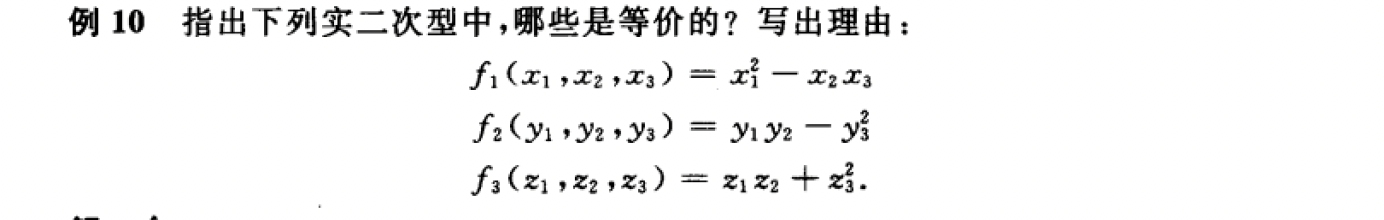 例 10 指出下列实二次型中,哪些是等价的? 写出理由:
f₁(x₁,x₂,x₃) = x₁² − x₂x₃
f₂(y₁,y₂,y₃) = y₁y₂ − y₃²
f₃(z₁,z₂,z₃) = z₁z₂ + z₃².